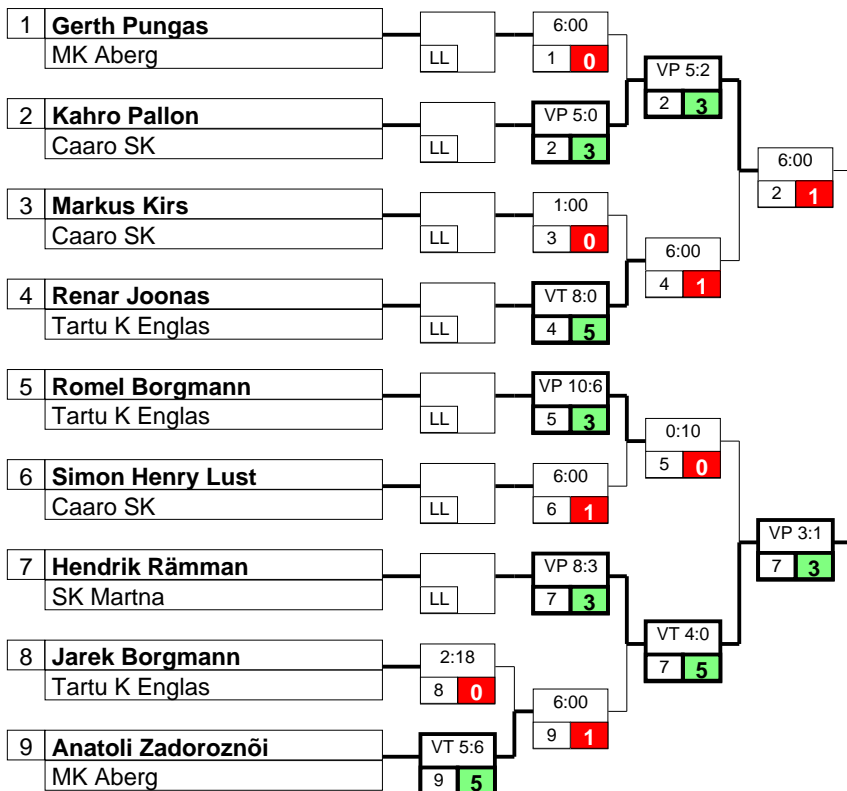 1 Gerth Pungas
MK Aberg
LL
6:00
1 0
VP 5:2
2 3
2 Kahro Pallon
Caaro SK
LL
VP 5:0
2 3
6:00
2 1
3 Markus Kirs
Caaro SK
LL
1:00
3 0
6:00
4 1
4 Renar Joonas
Tartu K Englas
LL
VT 8:0
4 5
5 Romel Borgmann
Tartu K Englas
LL
VP 10:6
5 3
0:10
5 0
6 Simon Henry Lust
Caaro SK
LL
6:00
6 1
VP 3:1
7 3
7 Hendrik Rämman
SK Martna
LL
VP 8:3
7 3
VT 4:0
7 5
8 Jarek Borgmann
Tartu K Englas
2:18
8 0
6:00
9 1
9 Anatoli Zadoroznõi
MK Aberg
VT 5:6
9 5